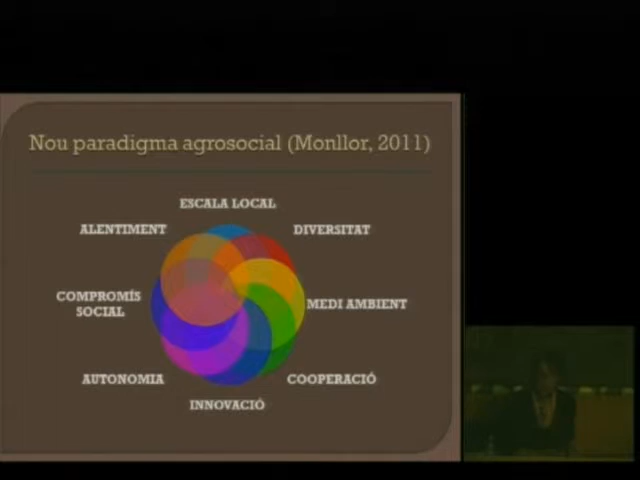 Nou paradigma agrosocial (Monllor, 2011)
ESCALA LOCAL
ALENTIMENT
DIVERSITAT
COMPROMÍS
SOCIAL
MEDI AMBIENT
AUTONOMIA
COOPERACIÓ
INNOVACIÓ